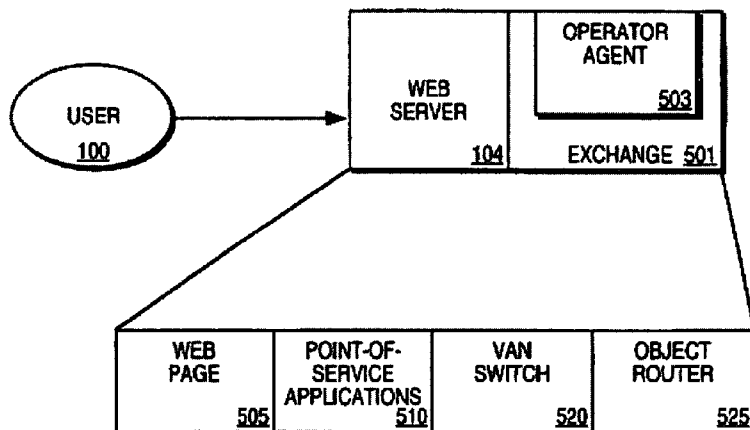 USER
100
WEB
SERVER
104
OPERATOR
AGENT
503
EXCHANGE 501
WEB
PAGE
505
POINT-OF-
SERVICE
APPLICATIONS
510
VAN
SWITCH
520
OBJECT
ROUTER
525